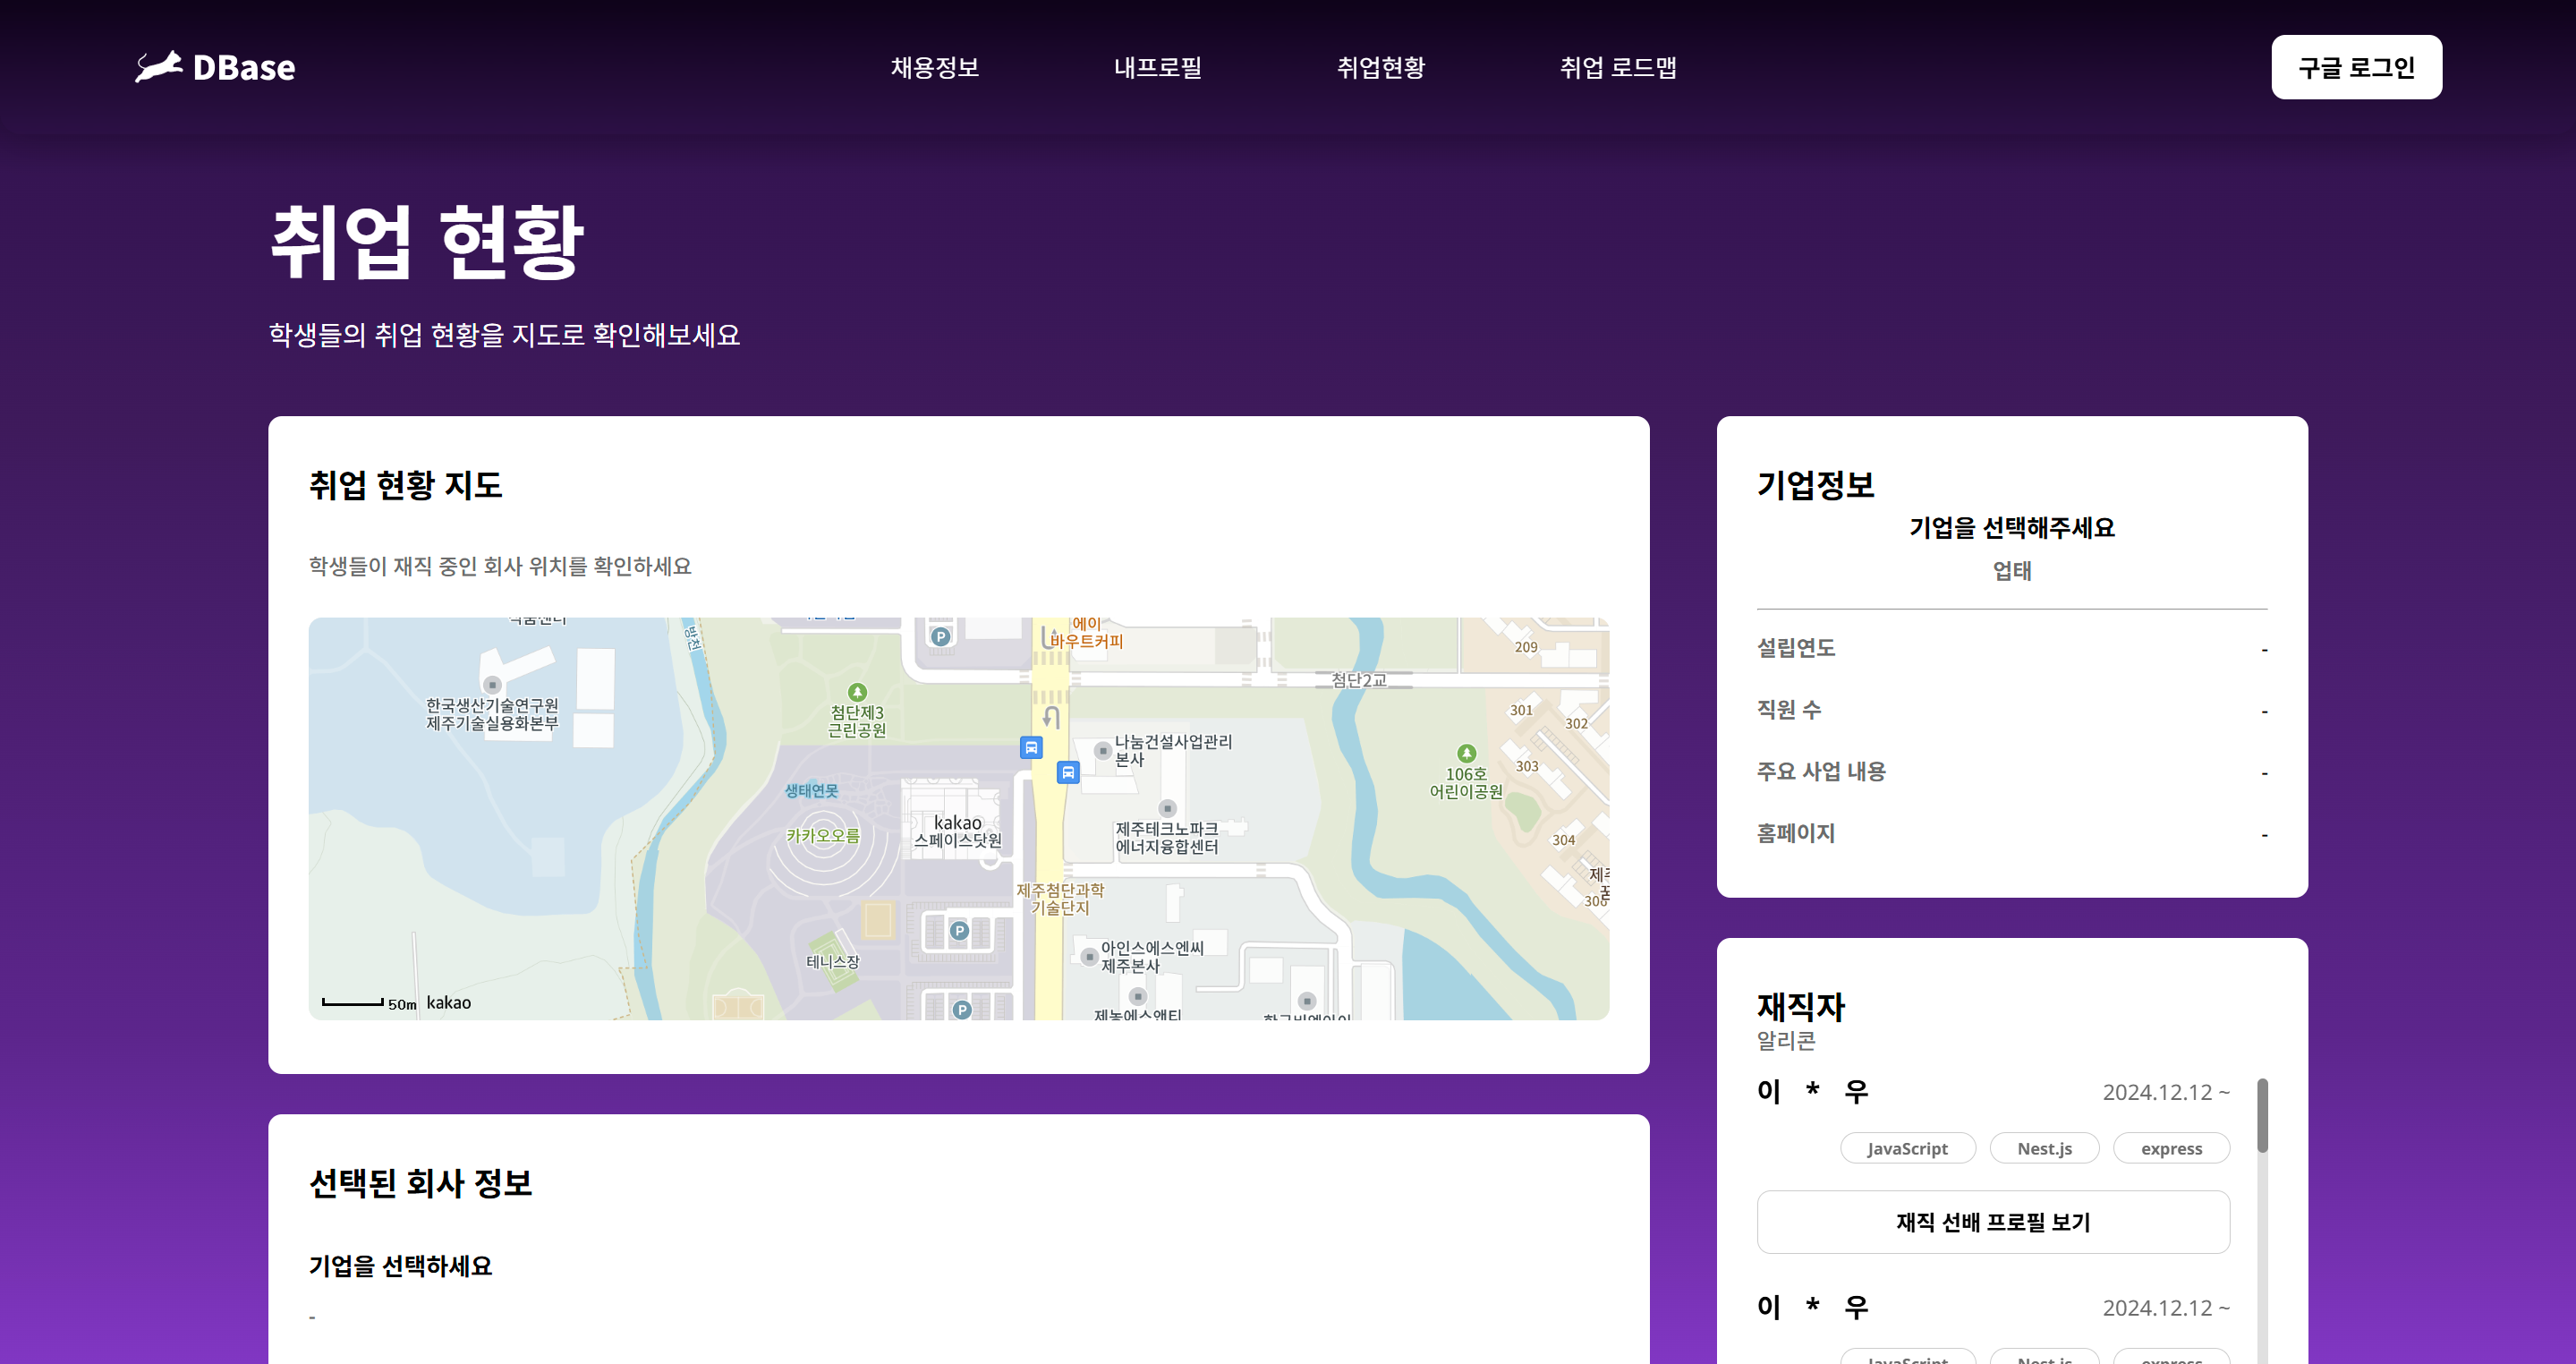 DBase
채용정보
내프로필
취업현황
취업 로드맵
구글 로그인
취업 현황
학생들의 취업 현황을 지도로 확인해보세요
취업 현황 지도
학생들이 재직 중인 회사 위치를 확인하세요
방천
P
에이
바우트커피
209
첨단2교
한국생산기술연구원
제주기술실용화본부
첨단제3
근린공원
301
302
나눔건설사업관리
본사
303
106호
어린이공원
생태연못
카카오오름
kakao
스페이스닷원
제주테크노파크
에너지융합센터
304
제주첨단과학
기술단지
306
P
테니스장
아인스에스엔씨
제주본사
50m kakao
P
제농에스앤티
선택된 회사 정보
기업을 선택하세요
-
기업정보
기업을 선택해주세요
업태
설립연도 -
직원 수 -
주요 사업 내용 -
홈페이지 -
재직자
알리콘
이 * 우 2024.12.12 ~
JavaScript Nest.js express
재직 선배 프로필 보기
이 * 우 2024.12.12 ~
JavaScript Nest.js express